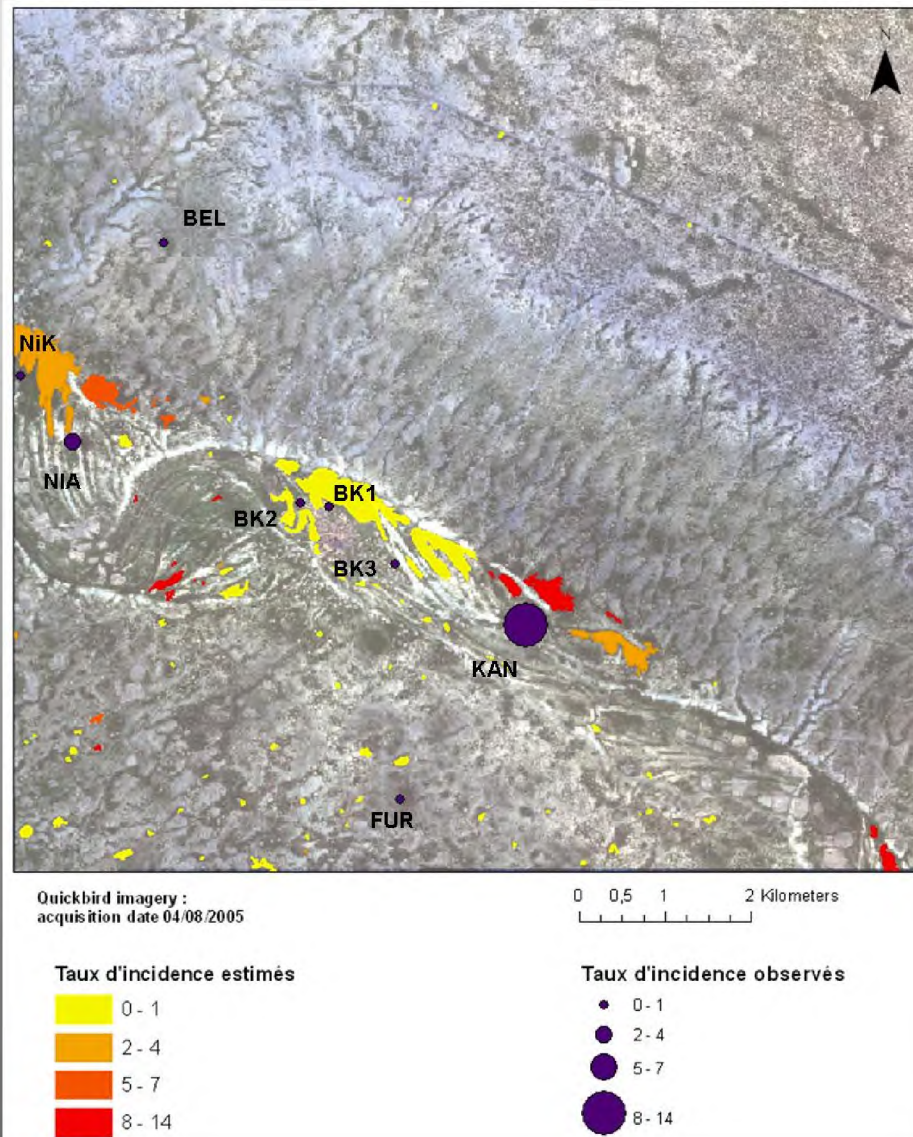 N
BEL
NiK
NIA
BK1
BK2
BK3
KAN
FUR
Quickbird imagery :
acquisition date 04/08/2005
0 0,5 1 2 Kilometers
Taux d'incidence estimés
0 - 1
2 - 4
5 - 7
8 - 14
Taux d'incidence observés
0 - 1
2 - 4
5 - 7
8 - 14